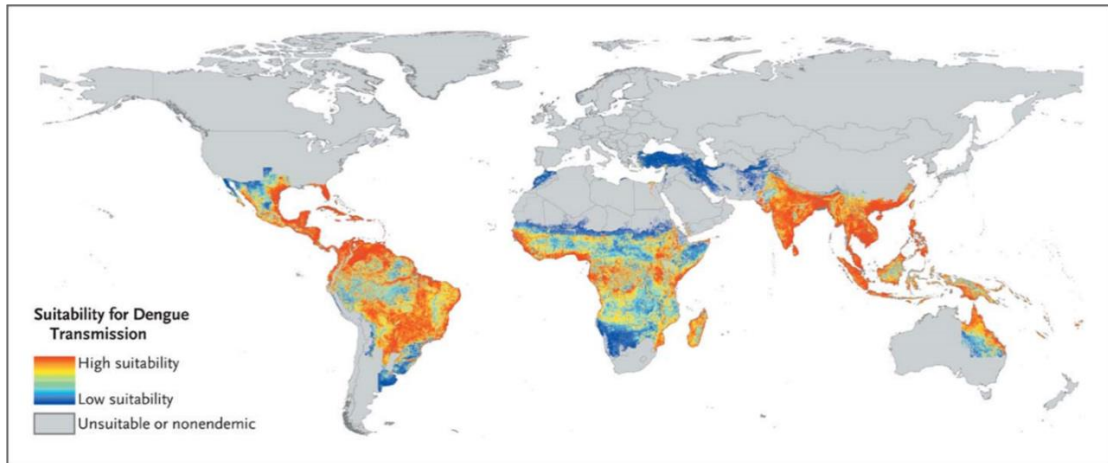 Suitability for Dengue
Transmission
High suitability
Low suitability
Unsuitable or nonendemic